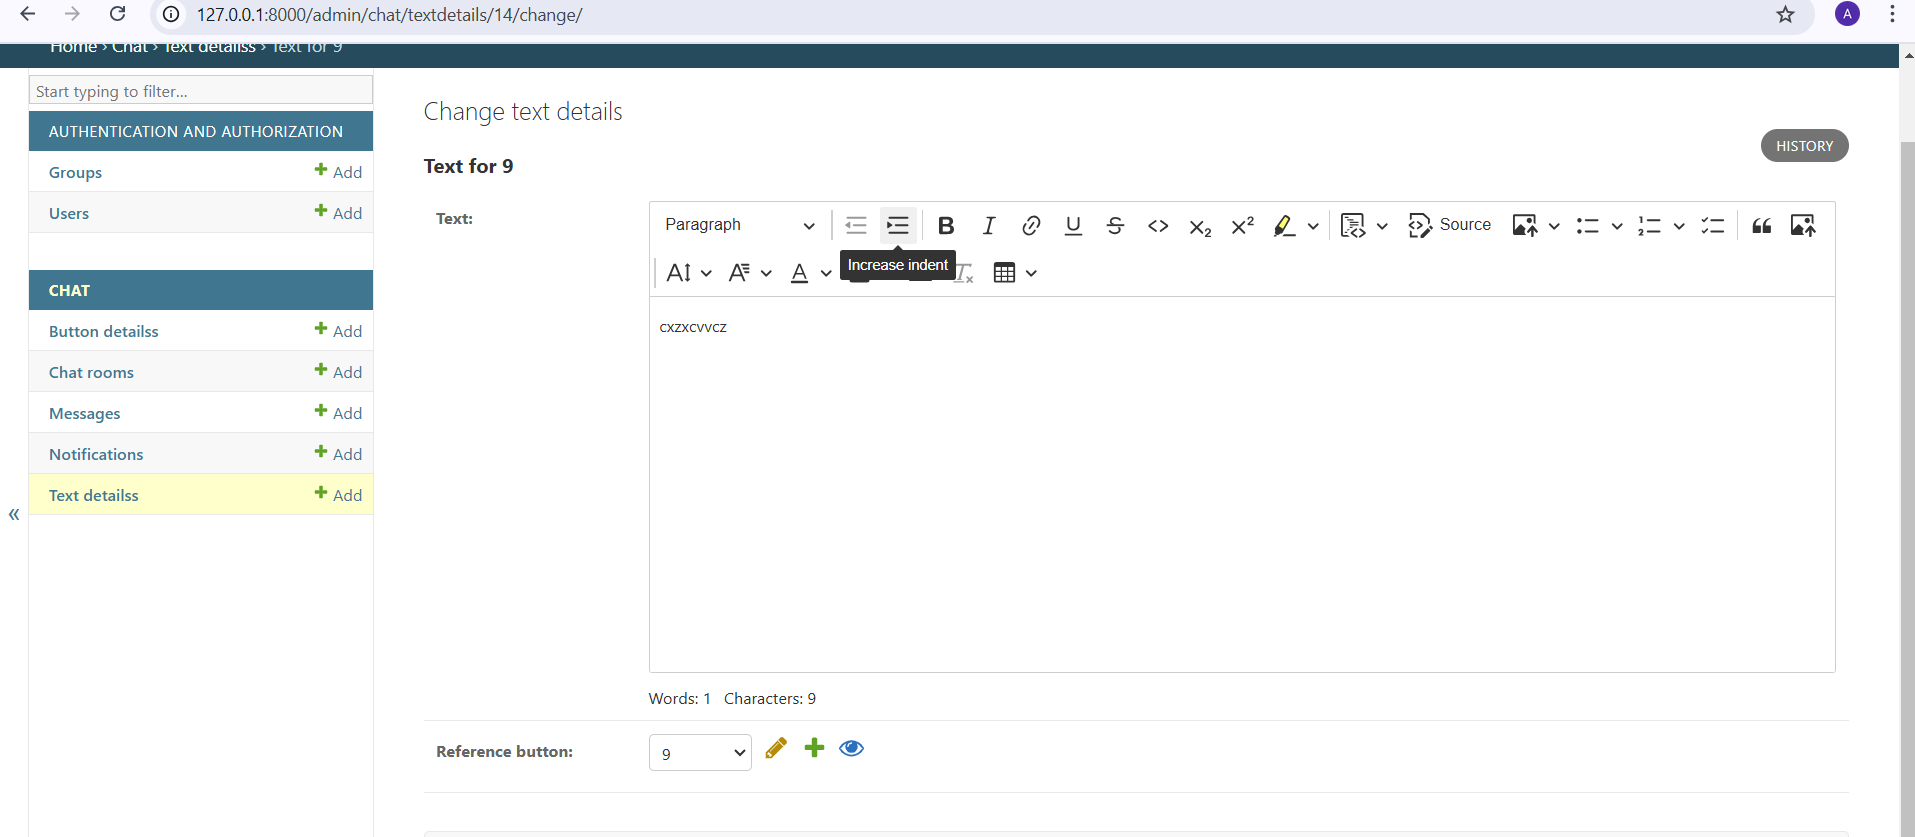 127.0.0.1:8000/admin/chat/textdetails/14/change/
A
Home › Chat › Text detailss › Text for 9
Start typing to filter...
AUTHENTICATION AND AUTHORIZATION
Groups Add
Users Add
CHAT
Button detailss Add
Chat rooms Add
Messages Add
Notifications Add
Text detailss Add
«
Change text details
HISTORY
Text for 9
Text:
Paragraph
Source
Increase indent
cxzxcvvcz
Words: 1 Characters: 9
Reference button:
9